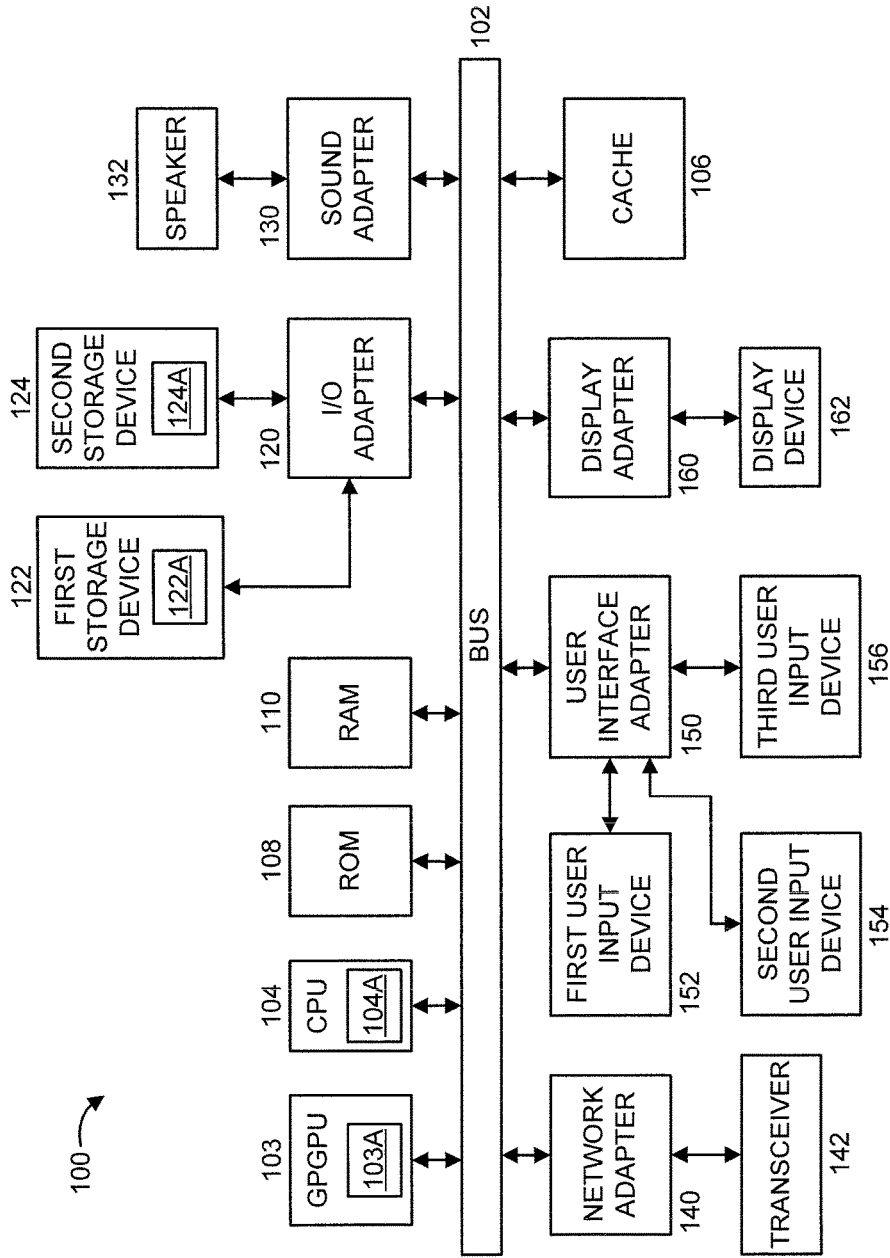 100
GPGPU
103A
103
CPU
104A
104
ROM
108
RAM
110
FIRST
STORAGE
DEVICE
122A
122
SECOND
STORAGE
DEVICE
124A
124
I/O
ADAPTER
120
SPEAKER
132
SOUND
ADAPTER
130
BUS
102
NETWORK
ADAPTER
140
TRANSCEIVER
142
FIRST USER
INPUT
DEVICE
152
SECOND
USER INPUT
DEVICE
154
USER
INTERFACE
ADAPTER
150
THIRD USER
INPUT
DEVICE
156
DISPLAY
ADAPTER
160
DISPLAY
DEVICE
162
CACHE
106